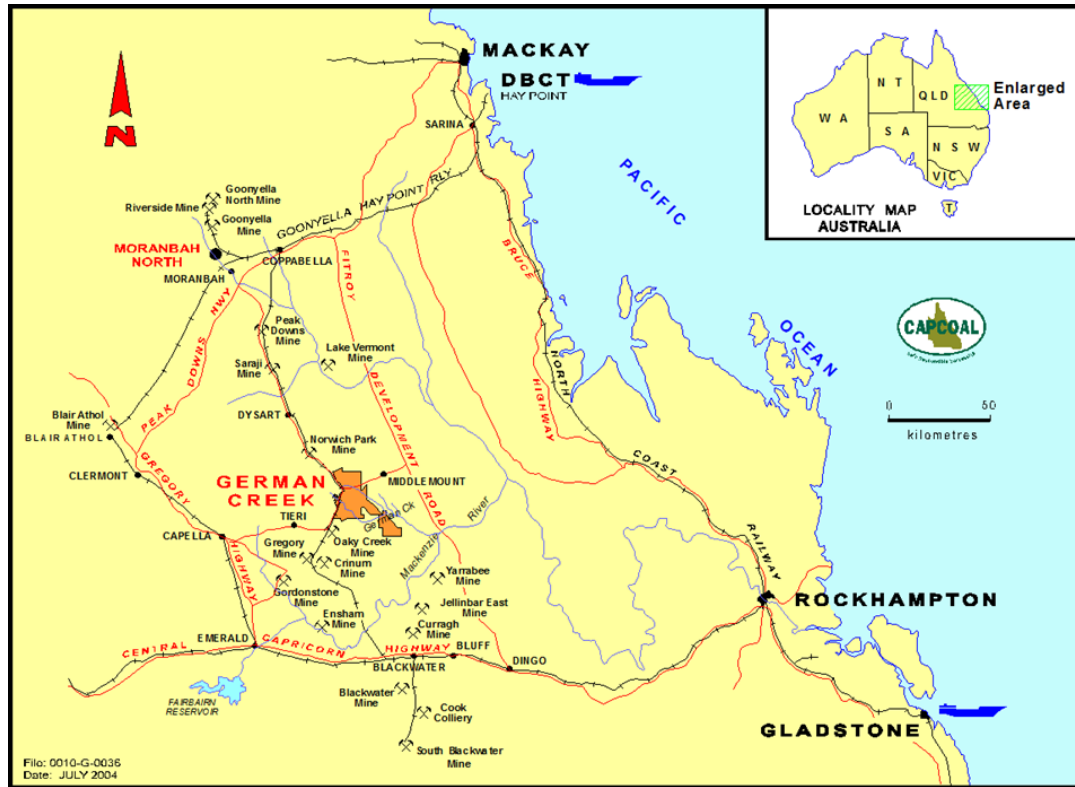 MACKAY
DBCT
HAY POINT
SARINA
N
Goonyella
North Mine
Riverside Mine
Goonyella
Mine
GOONYELLA HAY POINT RLY
MORANBAH
NORTH
COPPABELLA
MORANBAH
PEAK DOWNS HWY
FITROY
DEVELOPMENT
ROAD
BRUCE
HIGHWAY
NORTH
COAST
RAILWAY
PACIFIC
OCEAN
Peak
Downs
Mine
Lake Vermont
Mine
Saraji
Mine
DYSART
Blair Athol
Mine
BLAIR ATHOL
Norwich Park
Mine
CLERMONT
GREGORY
HIGHWAY
GERMAN
CREEK
MIDDLEMOUNT
German Ck
River
Mackenzie
TIERI
CAPELLA
Oaky Creek
Mine
Gregory
Mine
Crinum
Mine
Yarrabee
Mine
Gordonstone
Mine
Jellinbar East
Mine
Ensham
Mine
Curragh
Mine
EMERALD
CENTRAL
CAPRICORN
HIGHWAY
BLUFF
BLACKWATER
DINGO
ROCKHAMPTON
FAIRBAIRN
RESERVOIR
Blackwater
Mine
Cook
Colliery
South Blackwater
Mine
GLADSTONE
File: 0010-G-0036
Date: JULY 2004
W A
N T
QLD
S A
N S W
VIC
T
Enlarged
Area
LOCALITY MAP
AUSTRALIA
CAPCOAL
0 50
kilometres